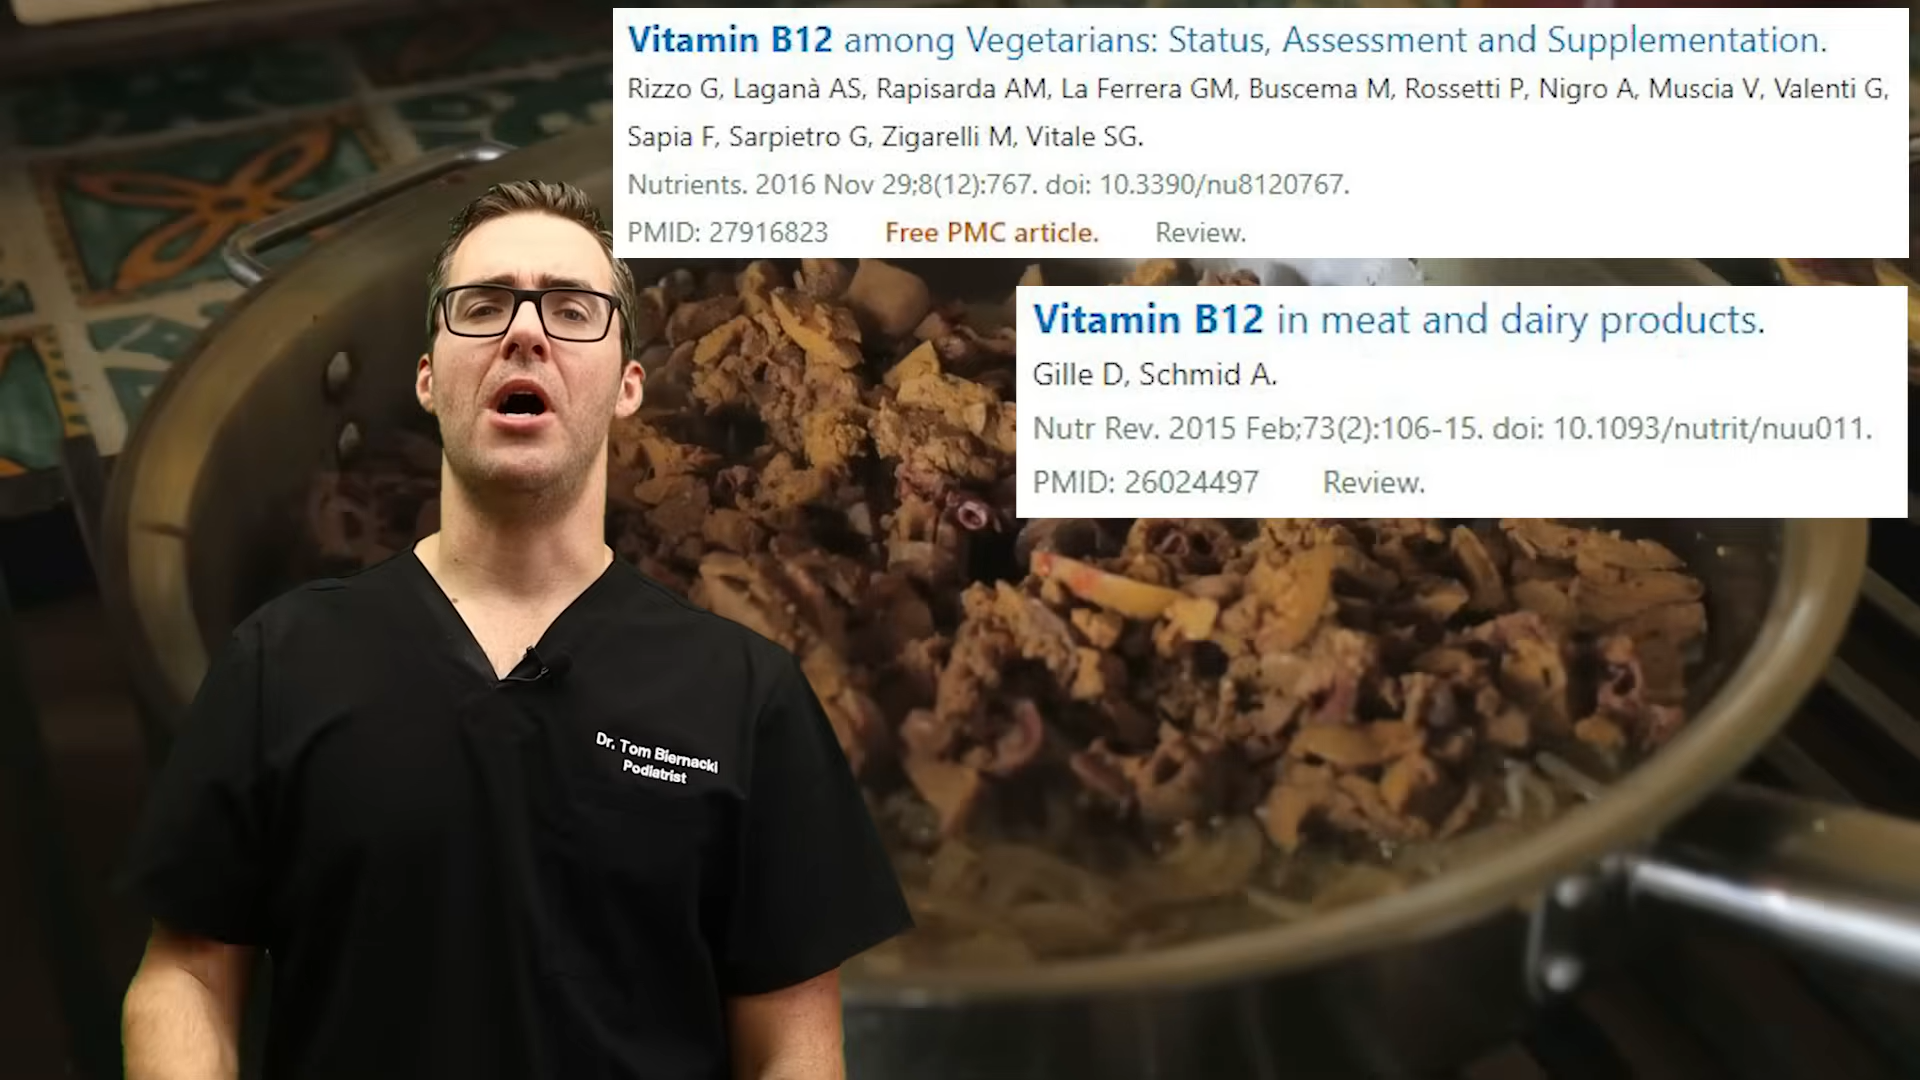 Vitamin B12 among Vegetarians: Status, Assessment and Supplementation.
Rizzo G, Laganà AS, Rapisarda AM, La Ferrera GM, Buscema M, Rossetti P, Nigro A, Muscia V, Valenti G,
Sapia F, Sarpietro G, Zigarelli M, Vitale SG.
Nutrients. 2016 Nov 29;8(12):767. doi: 10.3390/nu8120767.
PMID: 27916823 Free PMC article. Review.
Vitamin B12 in meat and dairy products.
Gille D, Schmid A.
Nutr Rev. 2015 Feb;73(2):106-15. doi: 10.1093/nutrit/nuu011.
PMID: 26024497 Review.
Dr. Tom Biernacki
Podiatrist